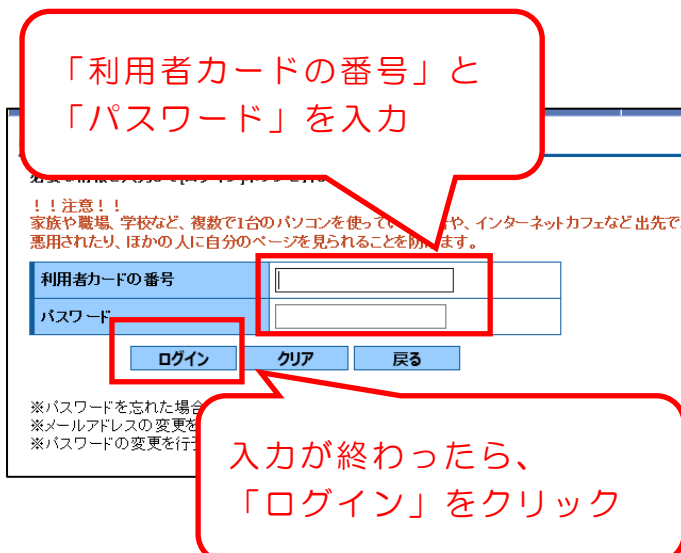 「利用者カードの番号」と
「パスワード」を入力
！！注意！！
家族や職場、学校など、複数で1台のパソコンを使って や、インターネットカフェなど出先で
悪用されたり、ほかの人に自分のページを見られることを防 ます。
利用者カードの番号
パスワード
ログイン クリア 戻る
※パスワードを忘れた場合
※メールアドレスの変更を
※パスワードの変更を行
入力が終わったら、
「ログイン」をクリック